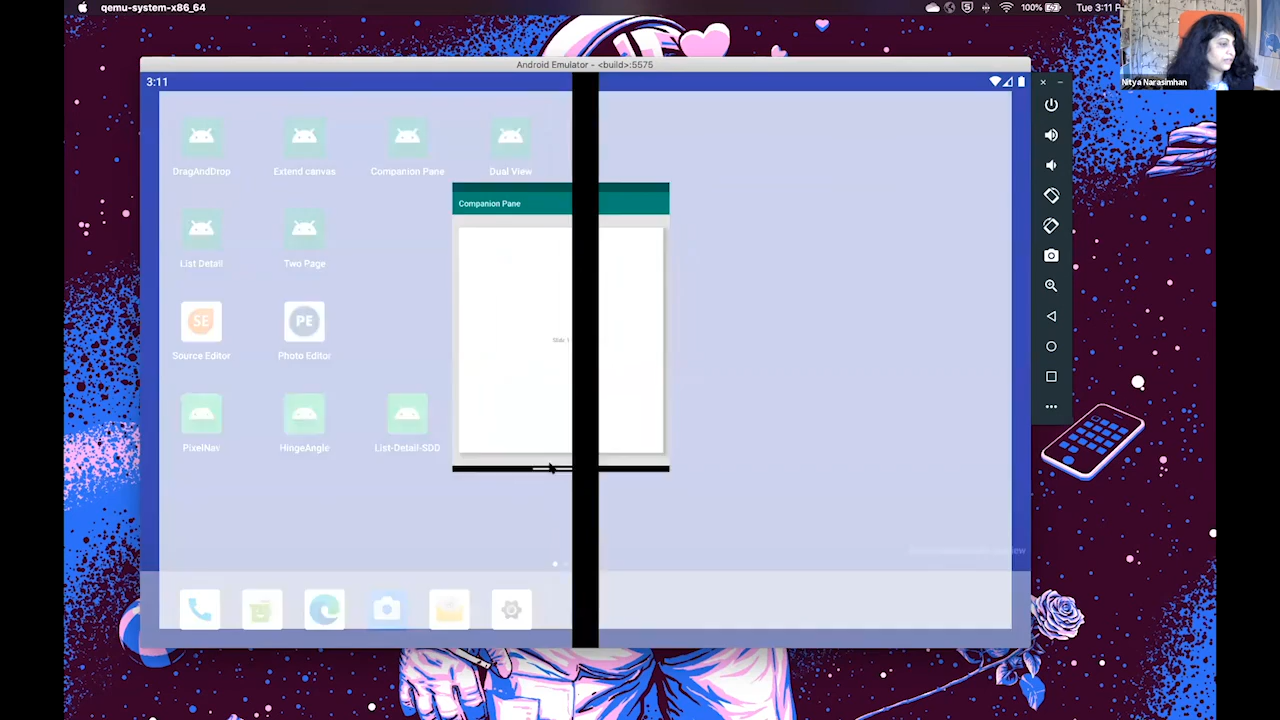 qemu-system-x86_64
100%
Tue 3:11 P
Nitya Narasimhan
Android Emulator - <build>:5575
3:11
DragAndDrop
Extend canvas
Companion Pane
Dual View
Companion Pane
List Detail
Two Page
SE
PE
Slide 1
Source Editor
Photo Editor
PixelNav
HingeAngle
List-Detail-SDD